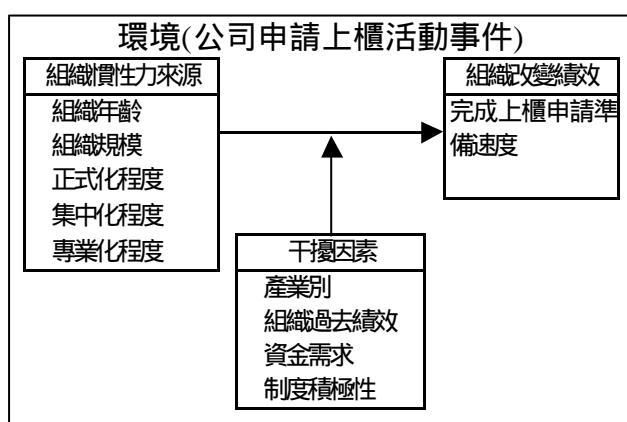 環境(公司申請上櫃活動事件)
組織慣性力來源
組織年齡
組織規模
正式化程度
集中化程度
專業化程度
組織改變績效
完成上櫃申請準
備速度
干擾因素
產業別
組織過去績效
資金需求
制度積極性